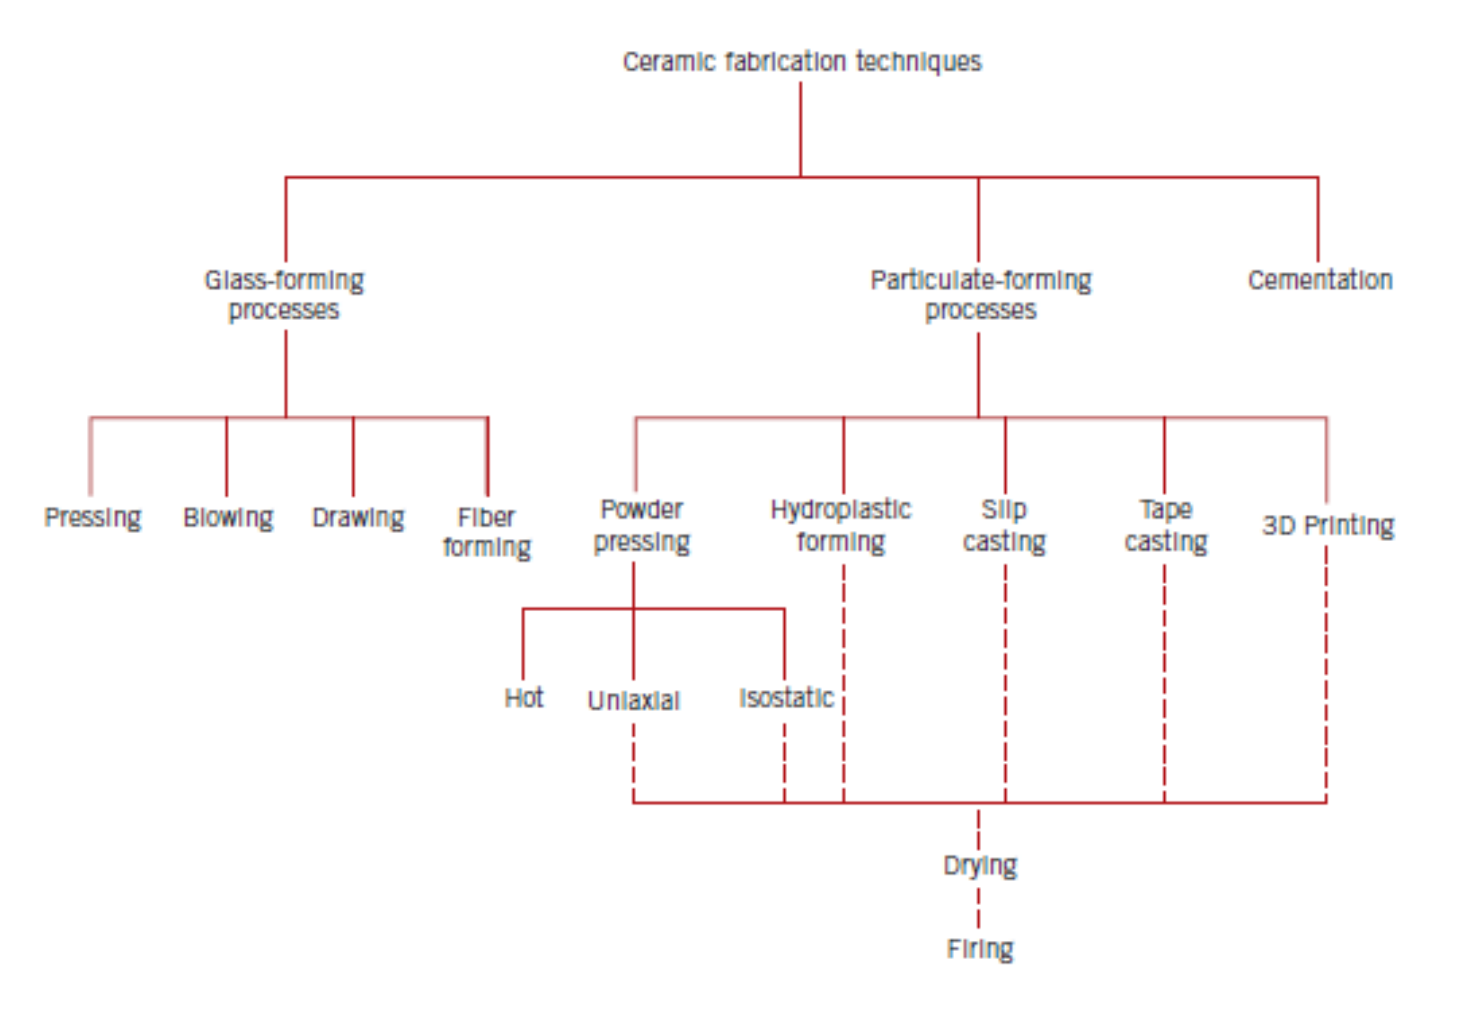 Ceramic fabrication techniques
Glass-forming
processes
Particulate-forming
processes
Cementation
Pressing
Blowing
Drawing
Fiber
forming
Powder
pressing
Hydroplastic
forming
Slip
casting
Tape
casting
3D Printing
Hot
Uniaxial
Isostatic
Drying
Firing